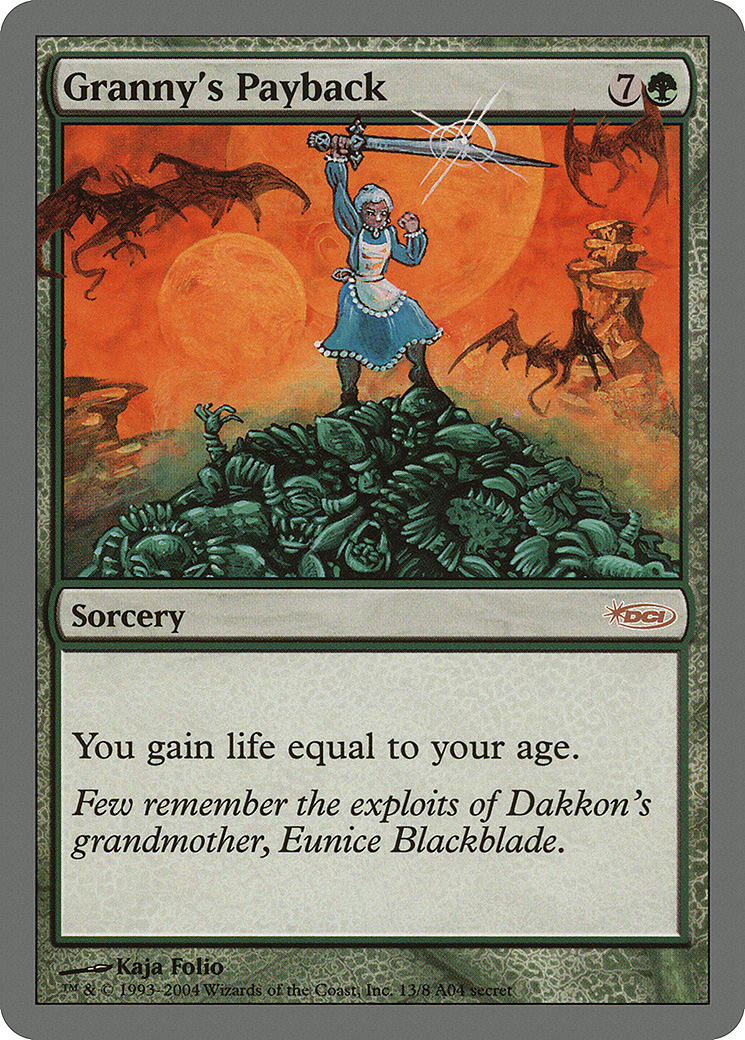 Granny's Payback 7
Sorcery DCI
You gain life equal to your age.
Few remember the exploits of Dakkon's
grandmother, Eunice Blackblade.
Kaja Folio
™ & © 1993–2004 Wizards of the Coast, Inc. 13/8 A04 secret